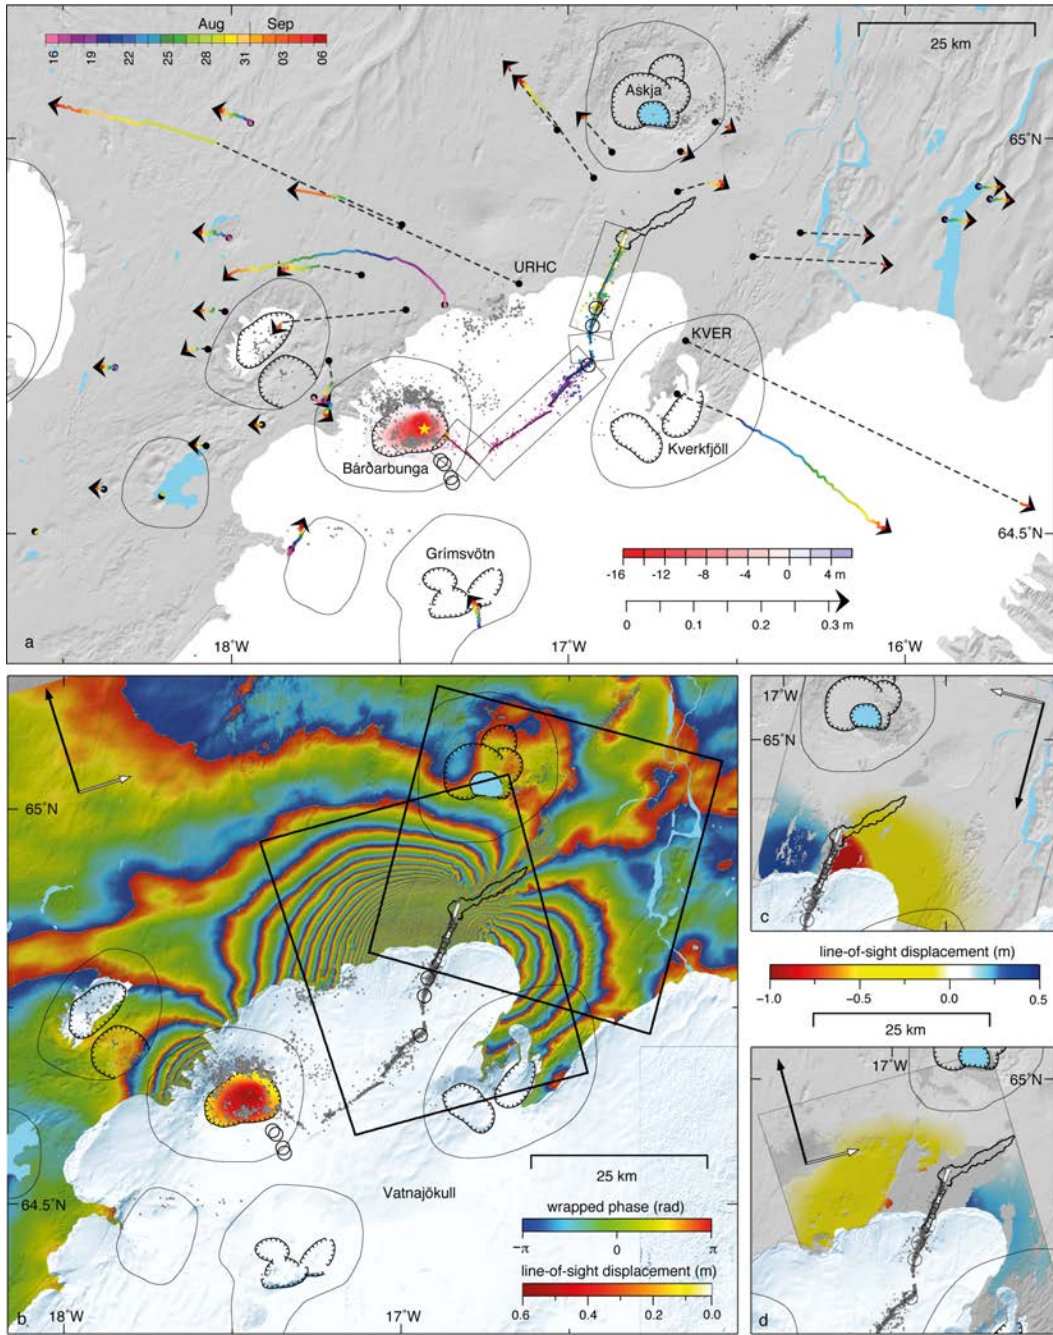 Aug Sep
16 19 22 25 28 31 03 06
25 km
Askja
65°N
URHC
KVER
Bárðarbunga
Kverkfjöll
64.5°N
Grímsvötn
-16 -12 -8 -4 0 4 m
0 0.1 0.2 0.3 m
a
18°W 17°W 16°W
65°N
Vatnajökull
64.5°N
25 km
wrapped phase (rad)
−π 0 π
line-of-sight displacement (m)
0.6 0.4 0.2 0.0
b
18°W 17°W
17°W
65°N
c
line-of-sight displacement (m)
-1.0 -0.5 0.0 0.5
25 km
17°W
65°N
d